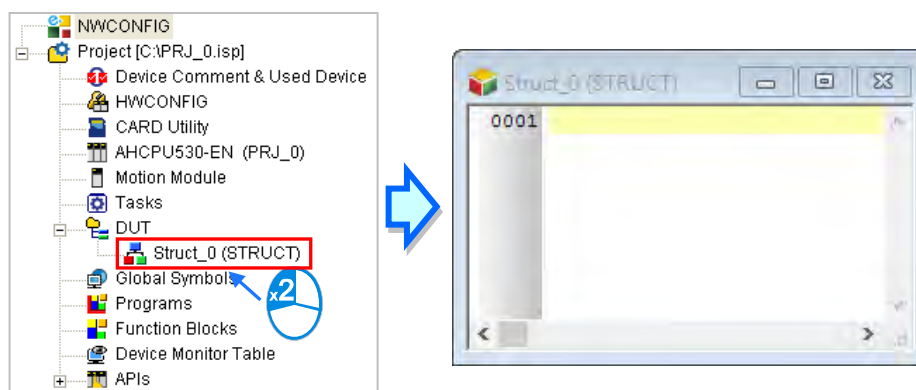 NWCONFIG
Project [C:\PRJ_0.isp]
Device Comment & Used Device
HWCONFIG
CARD Utility
AHCPU530-EN (PRJ_0)
Motion Module
Tasks
DUT
Struct_0 (STRUCT)
Global Symbols
Programs
Function Blocks
Device Monitor Table
APIs
x2
Struct_0 (STRUCT)
0001